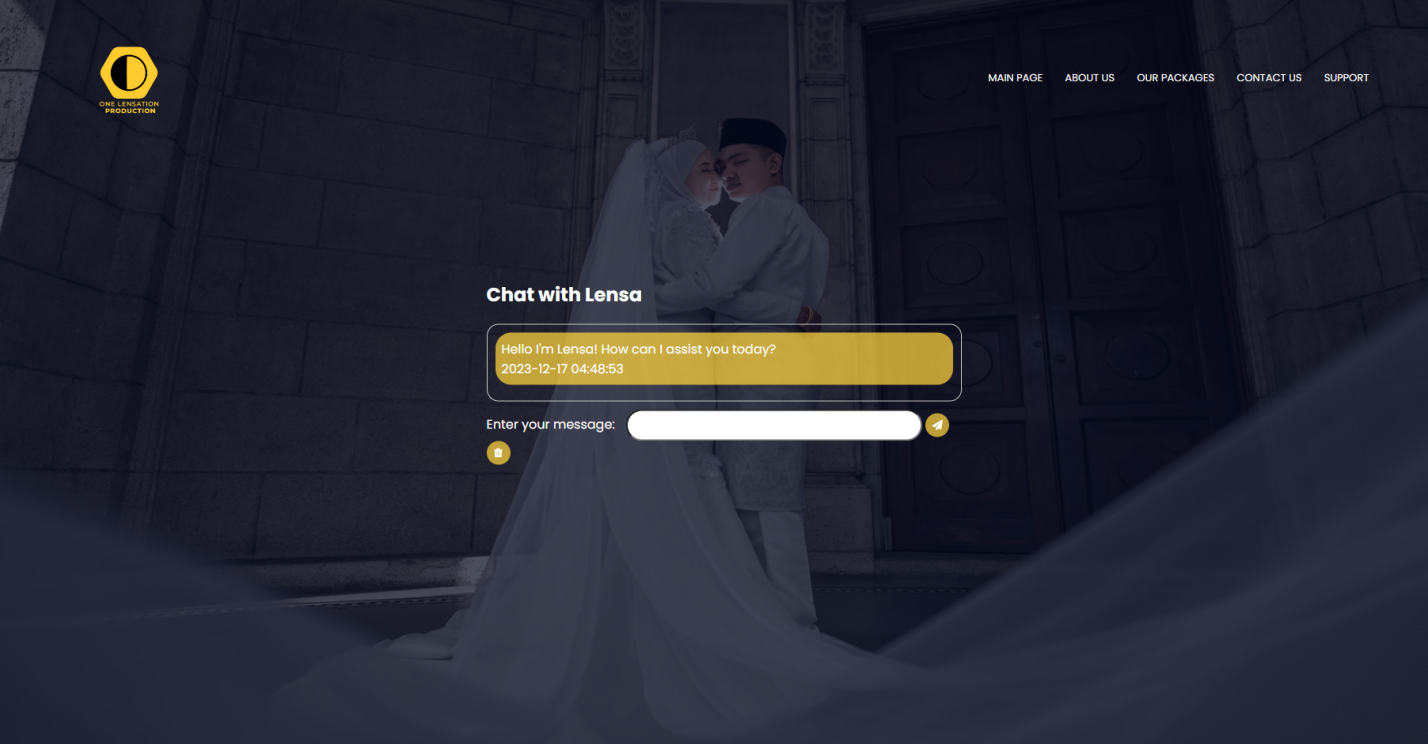 ONE LENSATION
PRODUCTION
MAIN PAGE
ABOUT US
OUR PACKAGES
CONTACT US
SUPPORT
Chat with Lensa
Hello I'm Lensa! How can I assist you today?
2023-12-17 04:48:53
Enter your message: